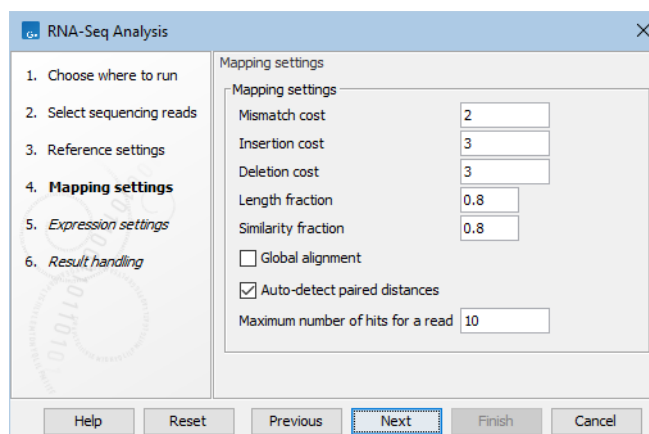 RNA-Seq Analysis
1. Choose where to run
2. Select sequencing reads
3. Reference settings
4. Mapping settings
5. Expression settings
6. Result handling
Mapping settings
Mapping settings
Mismatch cost 2
Insertion cost 3
Deletion cost 3
Length fraction 0.8
Similarity fraction 0.8
Global alignment
Auto-detect paired distances
Maximum number of hits for a read 10
Help Reset Previous Next Finish Cancel